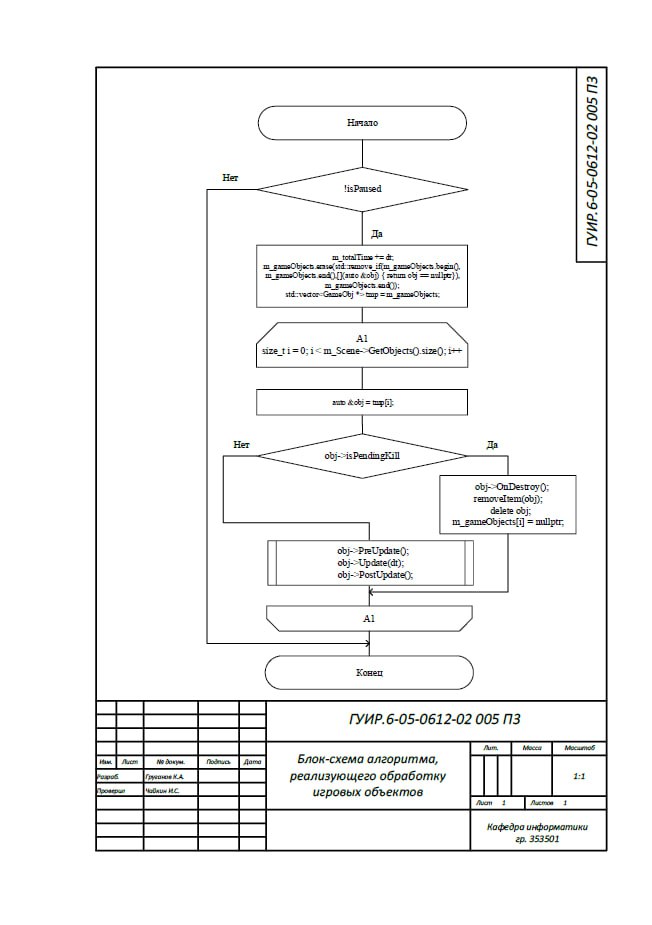 ГУИР.6-05-0612-02 005 ПЗ
Начало
Нет
!isPaused
Да
m_totalTime += dt;
m_gameObjects.erase(std::remove_if(m_gameObjects.begin(),
m_gameObjects.end(),[](auto &obj) { return obj == nullptr}),
m_gameObjects.end());
std::vector<GameObj *> tmp = m_gameObjects;
A1
size_t i = 0; i < m_Scene->GetObjects().size(); i++
auto &obj = tmp[i];
Нет
Да
obj->isPendingKill
obj->OnDestroy();
removeItem(obj);
delete obj;
m_gameObjects[i] = nullptr;
obj->PreUpdate();
obj->Update(dt);
obj->PostUpdate();
A1
Конец
ГУИР.6-05-0612-02 005 ПЗ
Изм. Лист № докум. Подпись Дата
Разраб. Груганов К.А.
Проверил Чайкин И.С.
Блок-схема алгоритма,
реализующего обработку
игровых объектов
Лит. Масса Масштаб
1:1
Лист 1 Листов 1
Кафедра информатики
гр. 353501